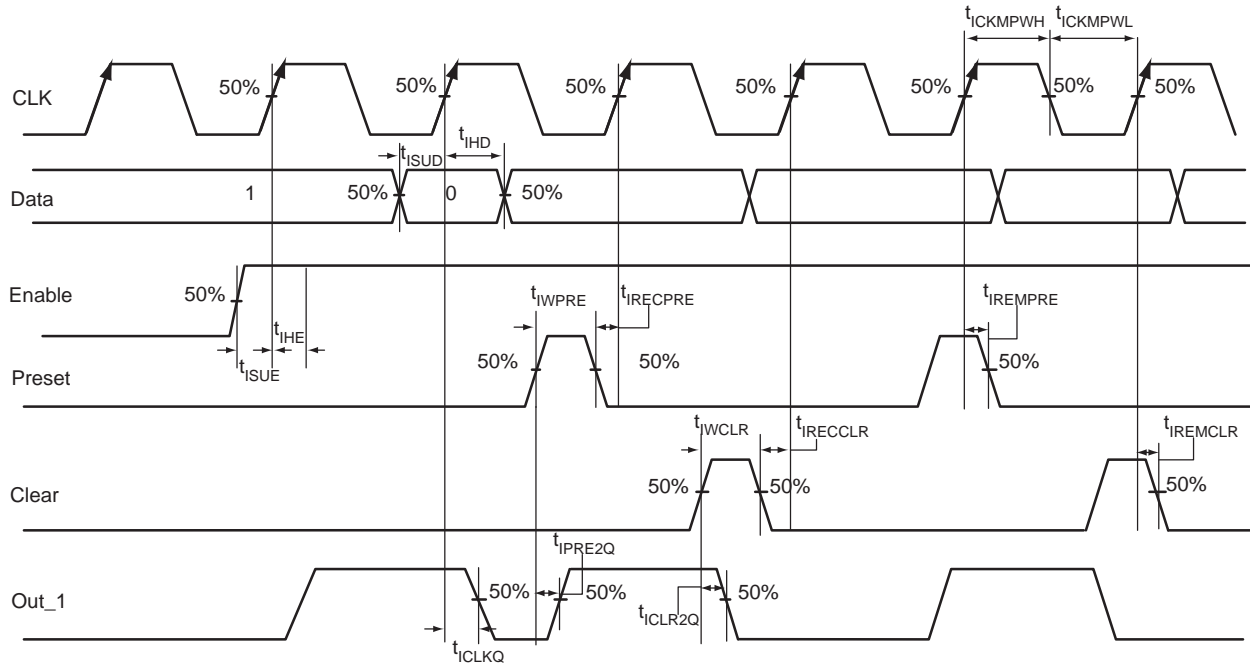 tICKMPWH tICKMPWL
CLK 50% 50% 50% 50% 50% 50% 50%
tISUD tIHD
Data 1 50% 0 50%
Enable 50% tIHE tISUE
tIWPRE tIRECPRE tIREMPRE
Preset 50% 50% 50%
tIWCLR tIRECCLR tIREMCLR
Clear 50% 50% 50%
tIPRE2Q
Out_1 50% 50% tICLR2Q 50%
tICLKQ